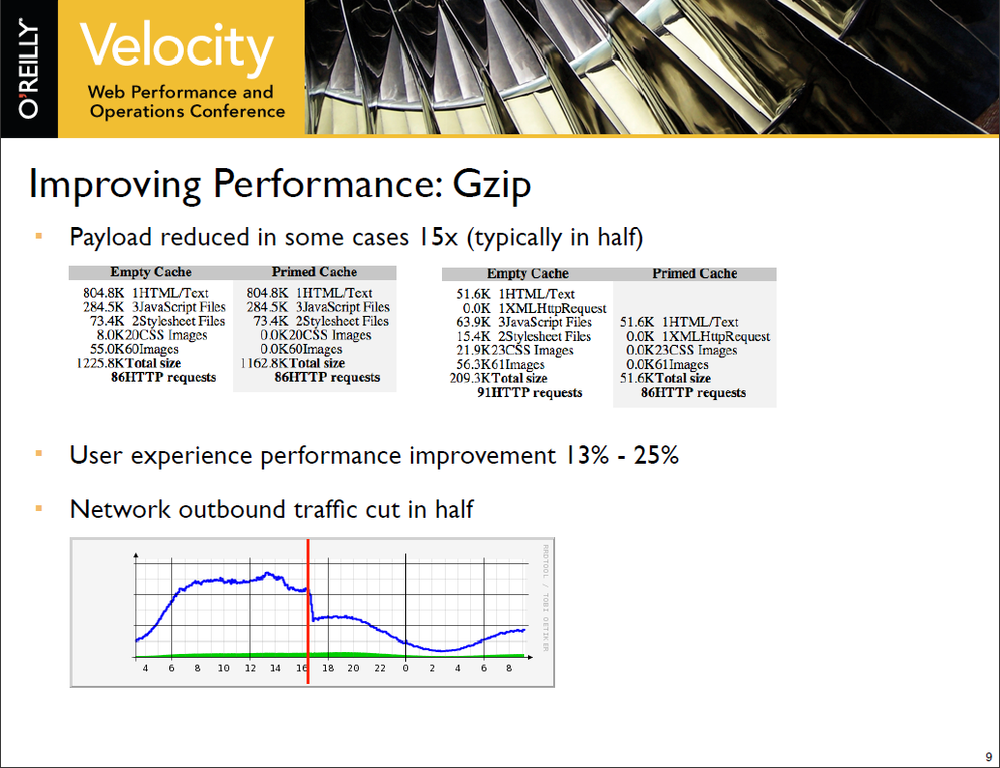 O'REILLY
Velocity
Web Performance and
Operations Conference
Improving Performance: Gzip
Payload reduced in some cases 15x (typically in half)
Empty Cache Primed Cache
804.8K 1HTML/Text 804.8K 1HTML/Text
284.5K 3JavaScript Files 284.5K 3JavaScript Files
73.4K 2Stylesheet Files 73.4K 2Stylesheet Files
8.0K20CSS Images 0.0K20CSS Images
55.0K60Images 0.0K60Images
1225.8KTotal size 1162.8KTotal size
86HTTP requests 86HTTP requests
Empty Cache Primed Cache
51.6K 1HTML/Text
0.0K 1XMLHttpRequest
63.9K 3JavaScript Files 51.6K 1HTML/Text
15.4K 2Stylesheet Files 0.0K 1XMLHttpRequest
21.9K23CSS Images 0.0K23CSS Images
56.3K61Images 0.0K61Images
209.3KTotal size 51.6KTotal size
91HTTP requests 86HTTP requests
User experience performance improvement 13% - 25%
Network outbound traffic cut in half
RRDTOOL / TOBI OETIKER
4 6 8 10 12 14 16 18 20 22 0 2 4 6 8
9